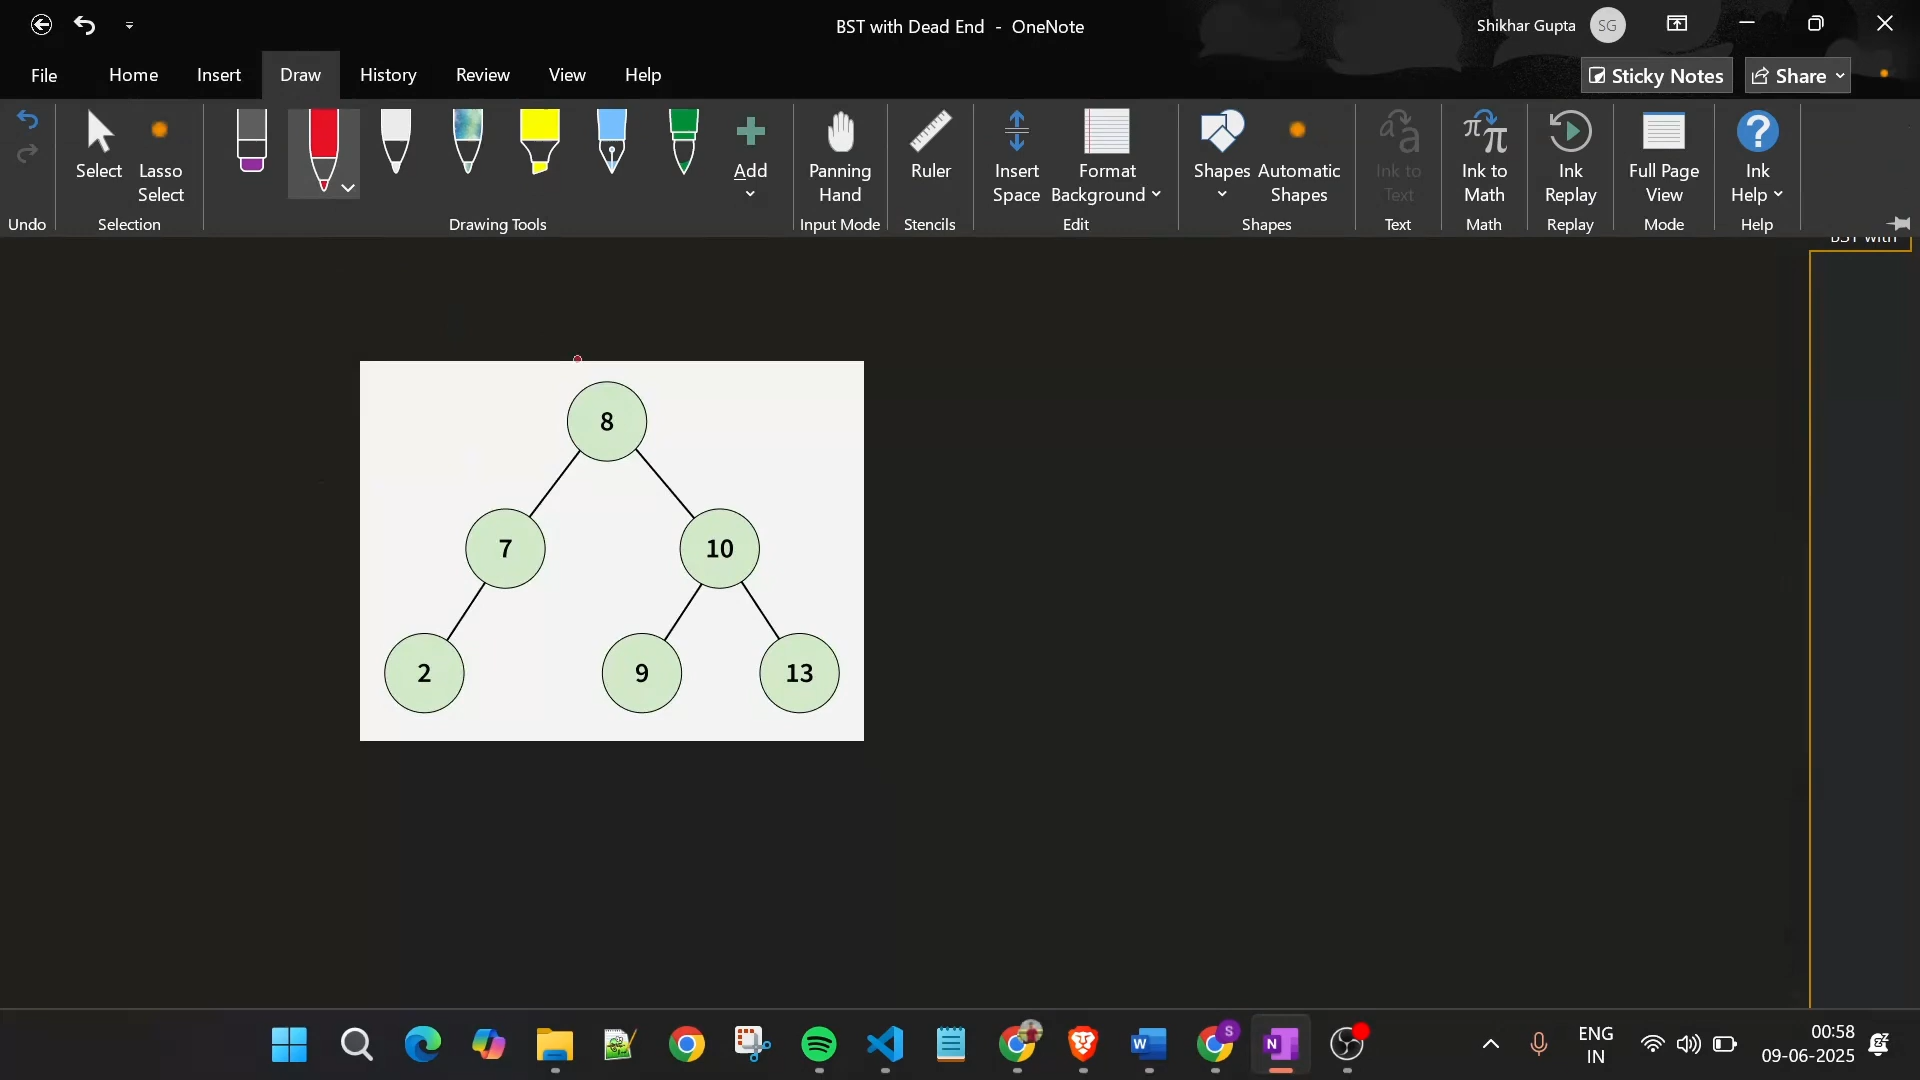 BST with Dead End - OneNote
Shikhar Gupta
SG
File
Home
Insert
Draw
History
Review
View
Help
Sticky Notes
Share
Select
Lasso
Select
Add
Panning
Hand
Ruler
Insert
Space
Format
Background
Shapes
Automatic
Shapes
Ink to
Text
Ink to
Math
Ink
Replay
Full Page
View
Ink
Help
Undo
Selection
Drawing Tools
Input Mode
Stencils
Edit
Shapes
Text
Math
Replay
Mode
Help
BST with
8
7
10
2
9
13
S
W
N
ENG
IN
00:58
09-06-2025